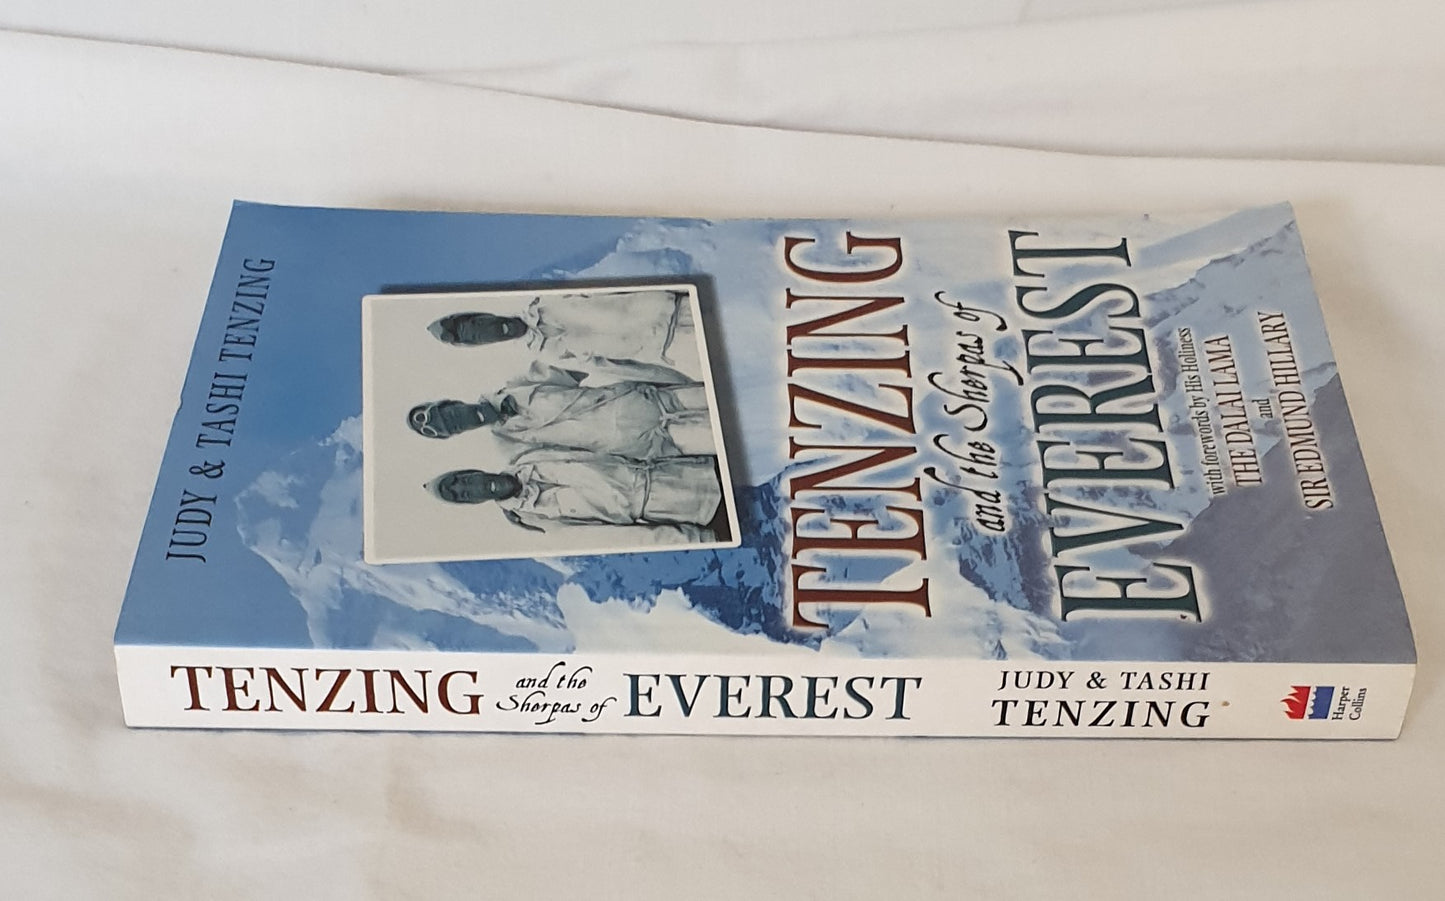 JUDY & TASHI TENZING
TENZING
and the Sherpas of
EVEREST
with forewords by His Holiness
THE DALAI LAMA
and
SIR EDMUND HILLARY
TENZING
and the
Sherpas of
EVEREST
JUDY & TASHI
TENZING
Harper
Collins